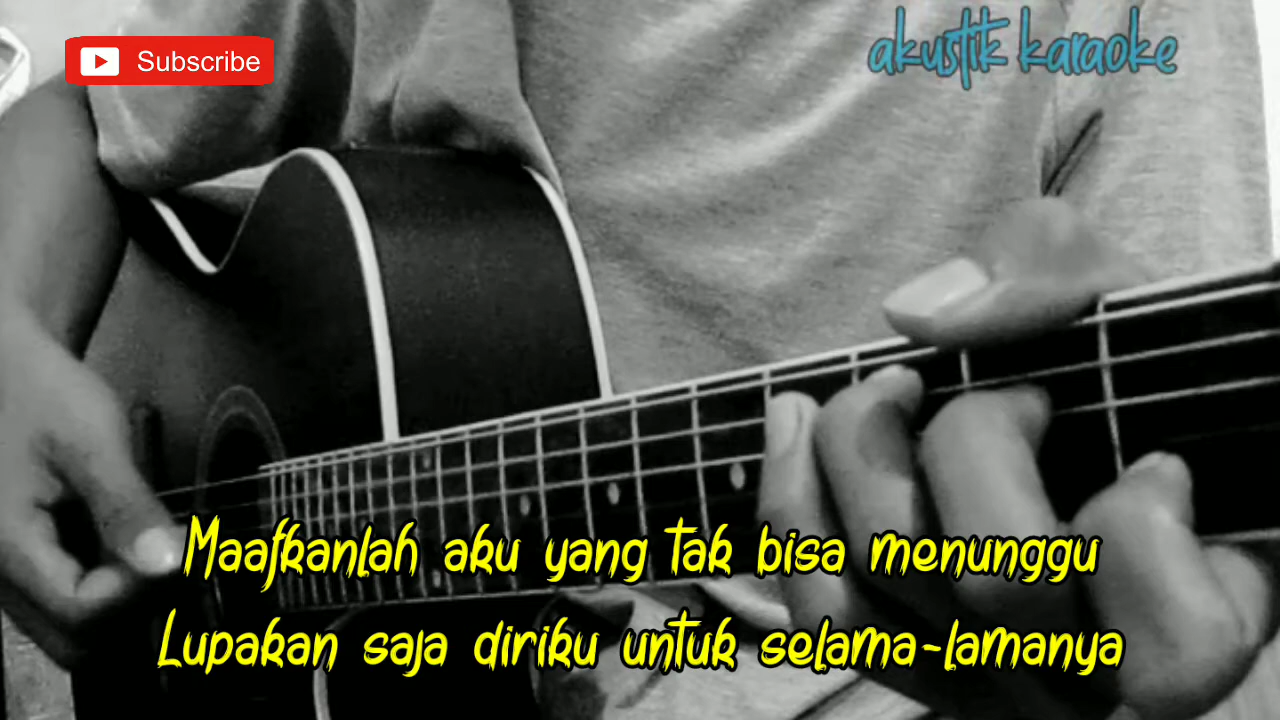 Subscribe
akustik karaoke
Maafkanlah aku yang tak bisa menunggu
Lupakan saja diriku untuk selama-lamanya